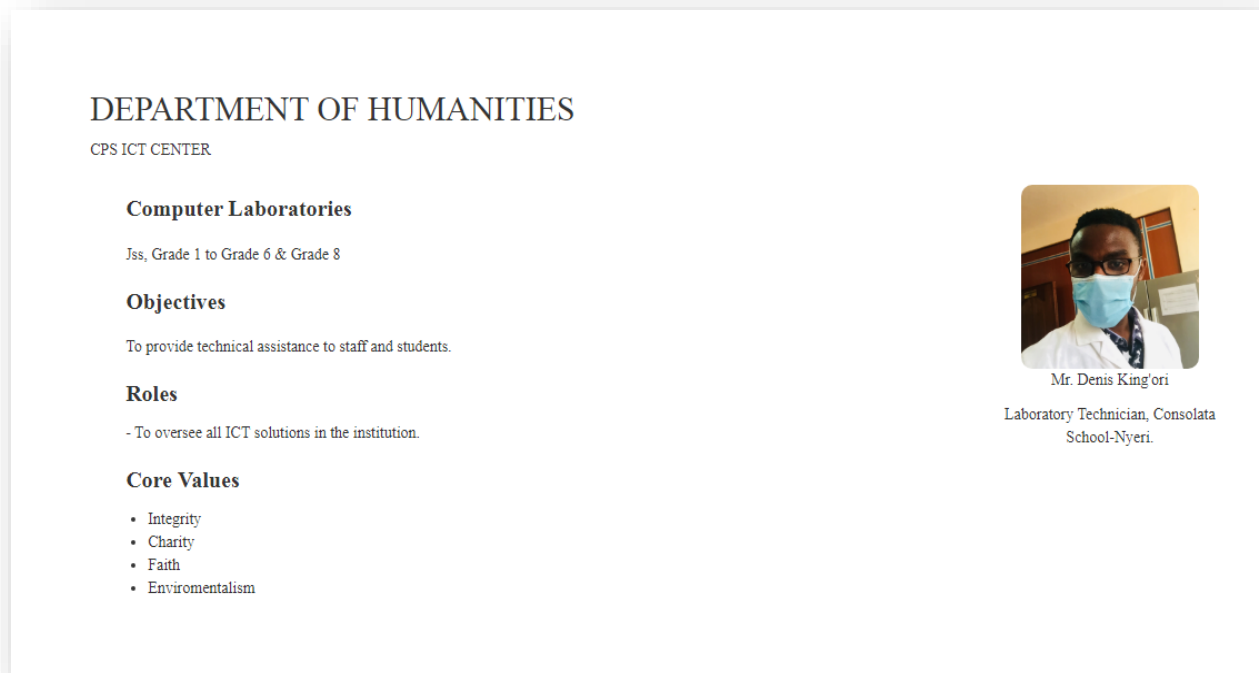 DEPARTMENT OF HUMANITIES
CPS ICT CENTER
Computer Laboratories
Jss, Grade 1 to Grade 6 & Grade 8
Objectives
To provide technical assistance to staff and students.
Roles
- To oversee all ICT solutions in the institution.
Core Values
• Integrity
• Charity
• Faith
• Enviromentalism
Mr. Denis King'ori
Laboratory Technician, Consolata
School-Nyeri.